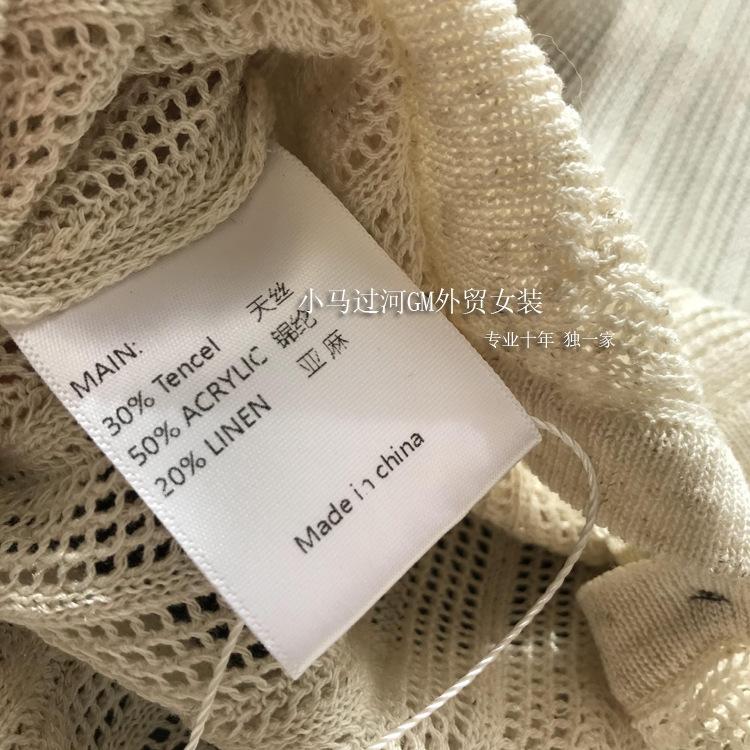 MAIN:
30% Tencel 天丝
50% ACRYLIC 锦纶
20% LINEN 亚麻
Made in china
小马过河GM外贸女装
专业十年 独一家